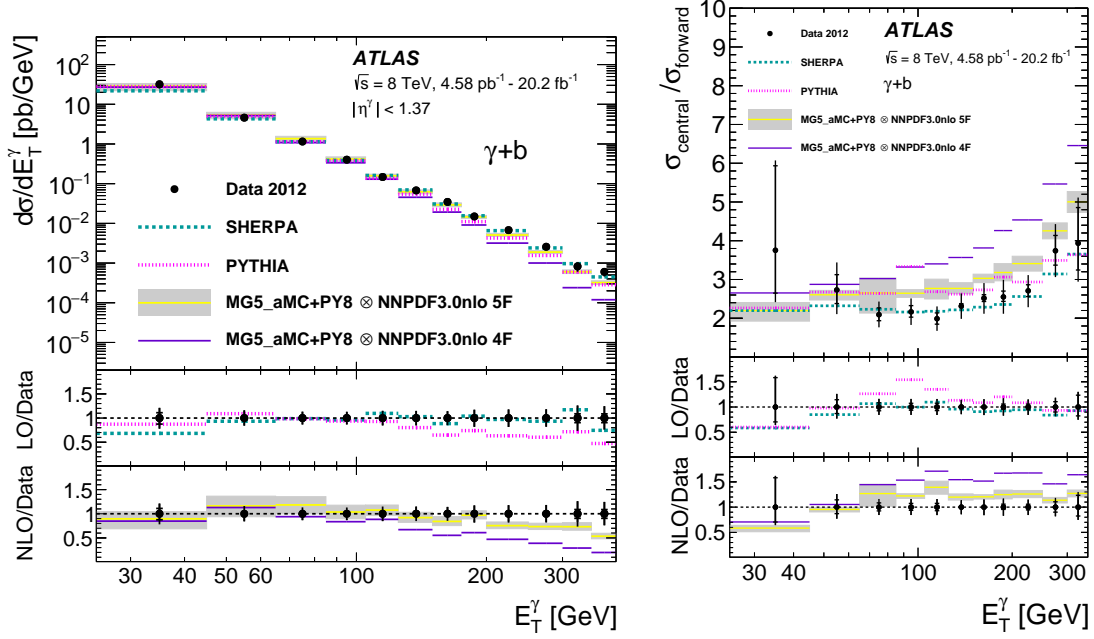 ATLAS
√s = 8 TeV, 4.58 pb⁻¹ - 20.2 fb⁻¹
|η^γ| < 1.37
γ+b
Data 2012
SHERPA
PYTHIA
MG5_aMC+PY8 ⊗ NNPDF3.0nlo 5F
MG5_aMC+PY8 ⊗ NNPDF3.0nlo 4F
dσ/dE_T^γ [pb/GeV]
10²
10
1
10⁻¹
10⁻²
10⁻³
10⁻⁴
10⁻⁵
LO/Data
1.5
1
0.5
NLO/Data
1.5
1
0.5
30 40 50 60 100 200 300
E_T^γ [GeV]
ATLAS
√s = 8 TeV, 4.58 pb⁻¹ - 20.2 fb⁻¹
γ+b
Data 2012
SHERPA
PYTHIA
MG5_aMC+PY8 ⊗ NNPDF3.0nlo 5F
MG5_aMC+PY8 ⊗ NNPDF3.0nlo 4F
σ_central/σ_forward
10
9
8
7
6
5
4
3
2
LO/Data
1.5
1
0.5
NLO/Data
1.5
1
0.5
30 40 100 200 300
E_T^γ [GeV]